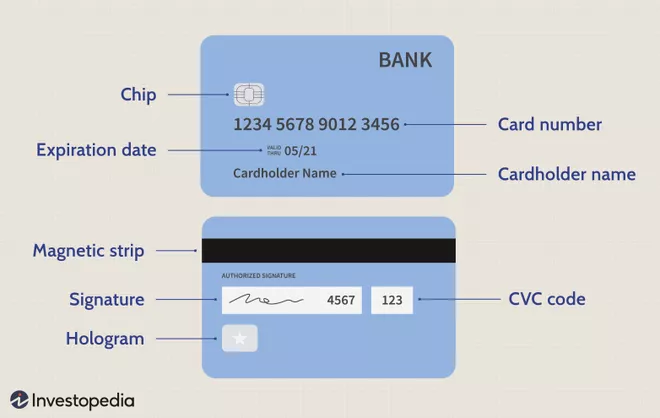 BANK
Chip
1234 5678 9012 3456
Card number
Expiration date
VALID
THRU
05/21
Cardholder Name
Cardholder name
Magnetic strip
AUTHORIZED SIGNATURE
Signature
4567
123
CVC code
Hologram
Investopedia